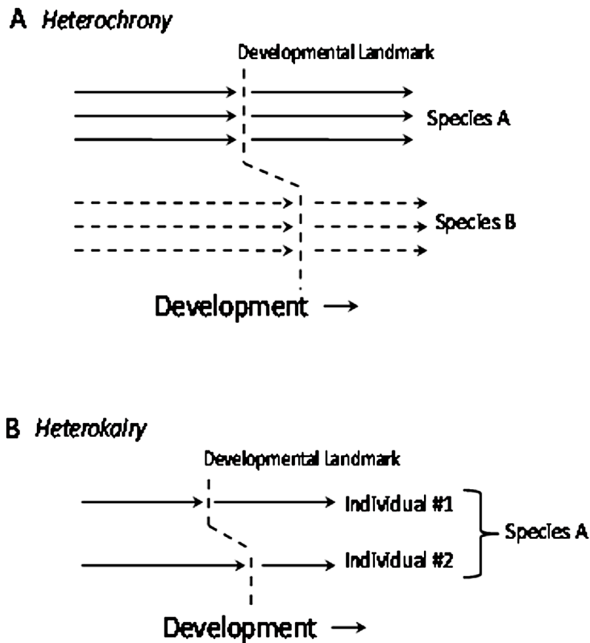 A Heterochrony
Developmental Landmark
Species A
Species B
Development
B Heterokairy
Developmental Landmark
Individual #1
Species A
Individual #2
Development